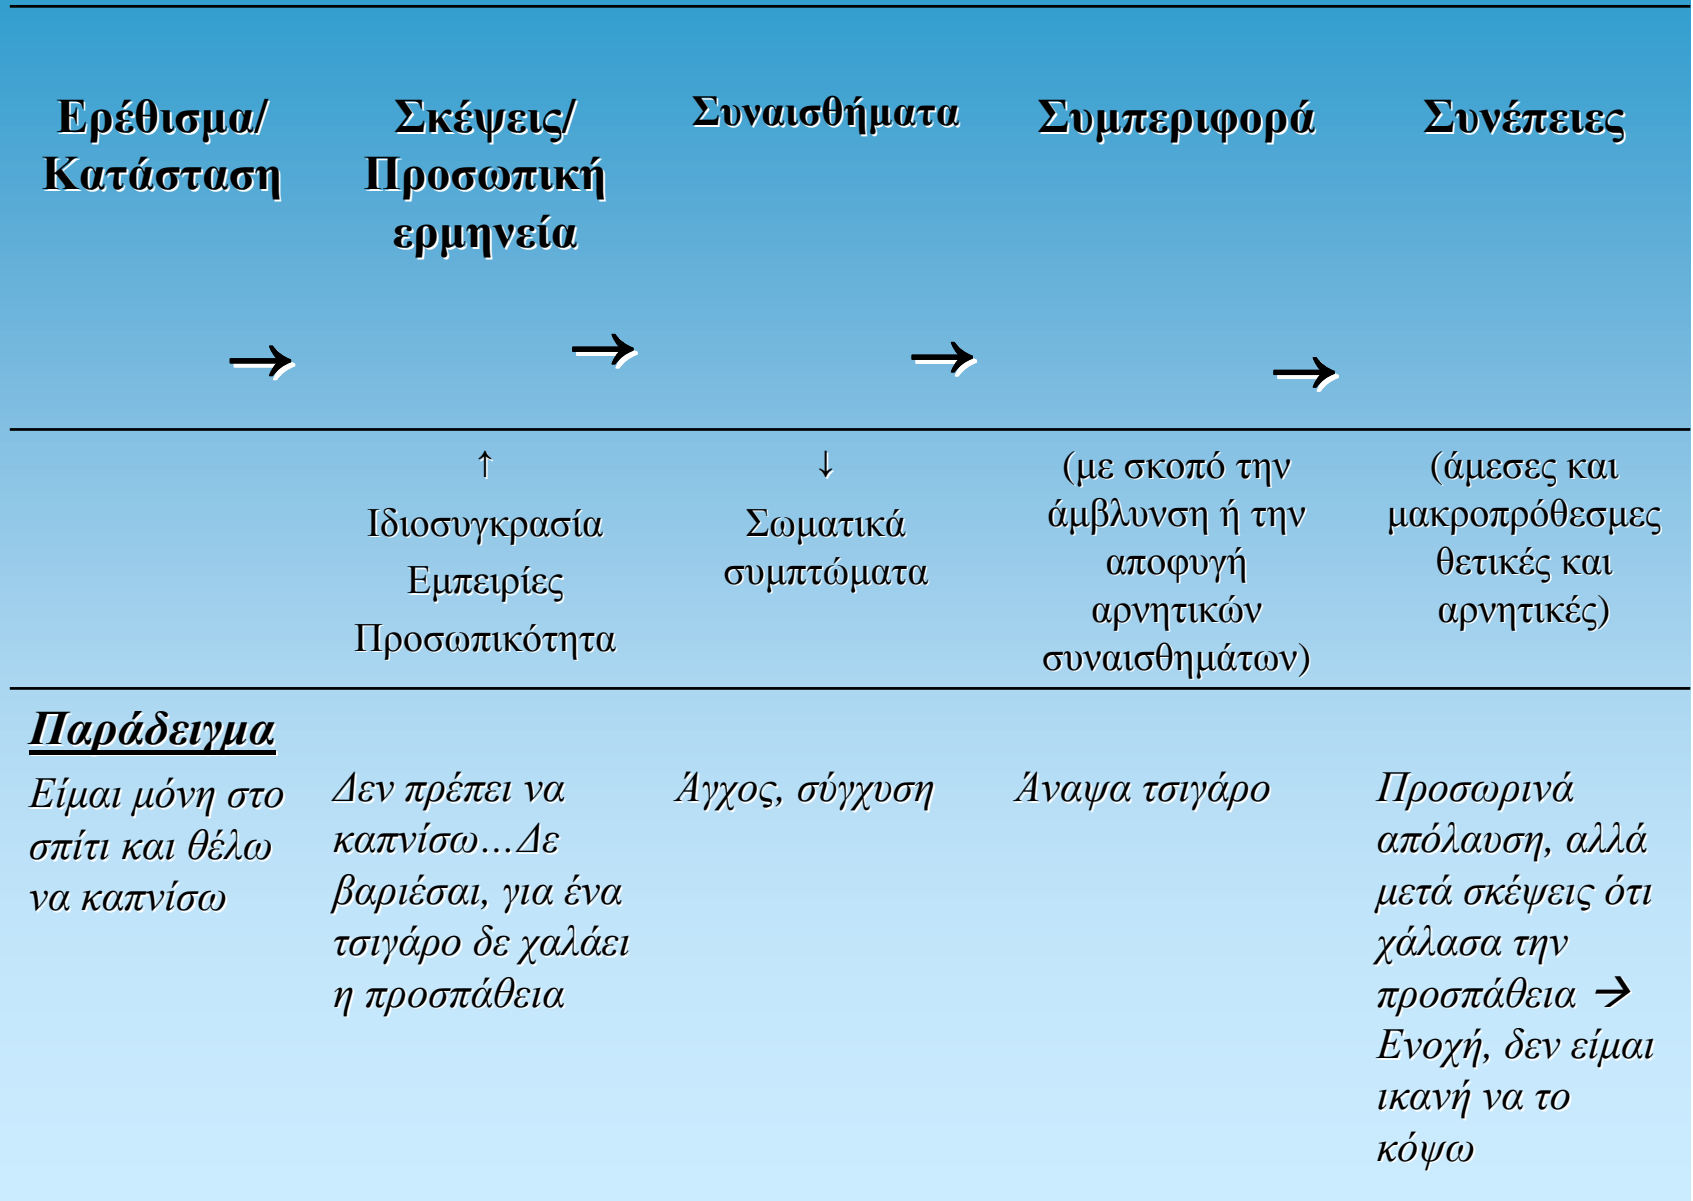 Ερέθισμα/
Κατάσταση
→
Σκέψεις/
Προσωπική
ερμηνεία
→
Συναισθήματα
→
Συμπεριφορά
→
Συνέπειες
↑
Ιδιοσυγκρασία
Εμπειρίες
Προσωπικότητα
↓
Σωματικά
συμπτώματα
(με σκοπό την
άμβλυνση ή την
αποφυγή
αρνητικών
συναισθημάτων)
(άμεσες και
μακροπρόθεσμες
θετικές και
αρνητικές)
Παράδειγμα
Είμαι μόνη στο
σπίτι και θέλω
να καπνίσω
Δεν πρέπει να
καπνίσω...Δε
βαριέσαι, για ένα
τσιγάρο δε χαλάει
η προσπάθεια
Άγχος, σύγχυση
Άναψα τσιγάρο
Προσωρινά
απόλαυση, αλλά
μετά σκέψεις ότι
χάλασα την
προσπάθεια →
Ενοχή, δεν είμαι
ικανή να το
κόψω